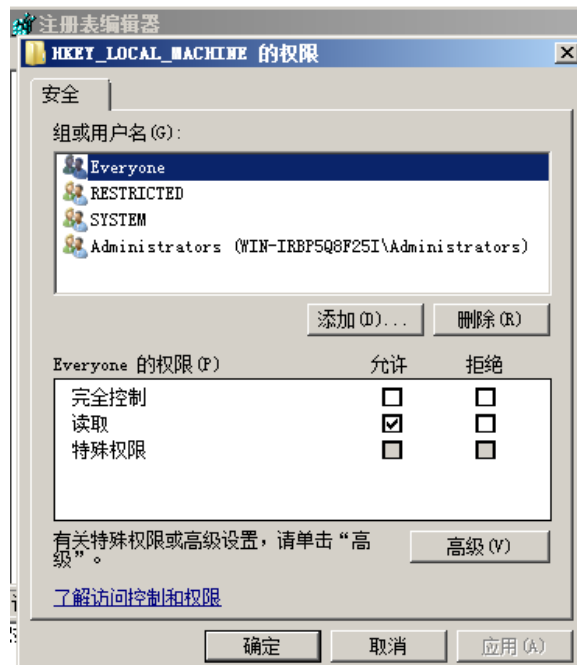 注册表编辑器
HKEY_LOCAL_MACHINE 的权限
安全
组或用户名(G):
Everyone
RESTRICTED
SYSTEM
Administrators (WIN-IRBP5Q8F25I\Administrators)
添加(D)... 删除(R)
Everyone 的权限(P) 允许 拒绝
完全控制
读取
特殊权限
有关特殊权限或高级设置，请单击“高
级”。
高级(V)
了解访问控制和权限
确定 取消 应用(A)